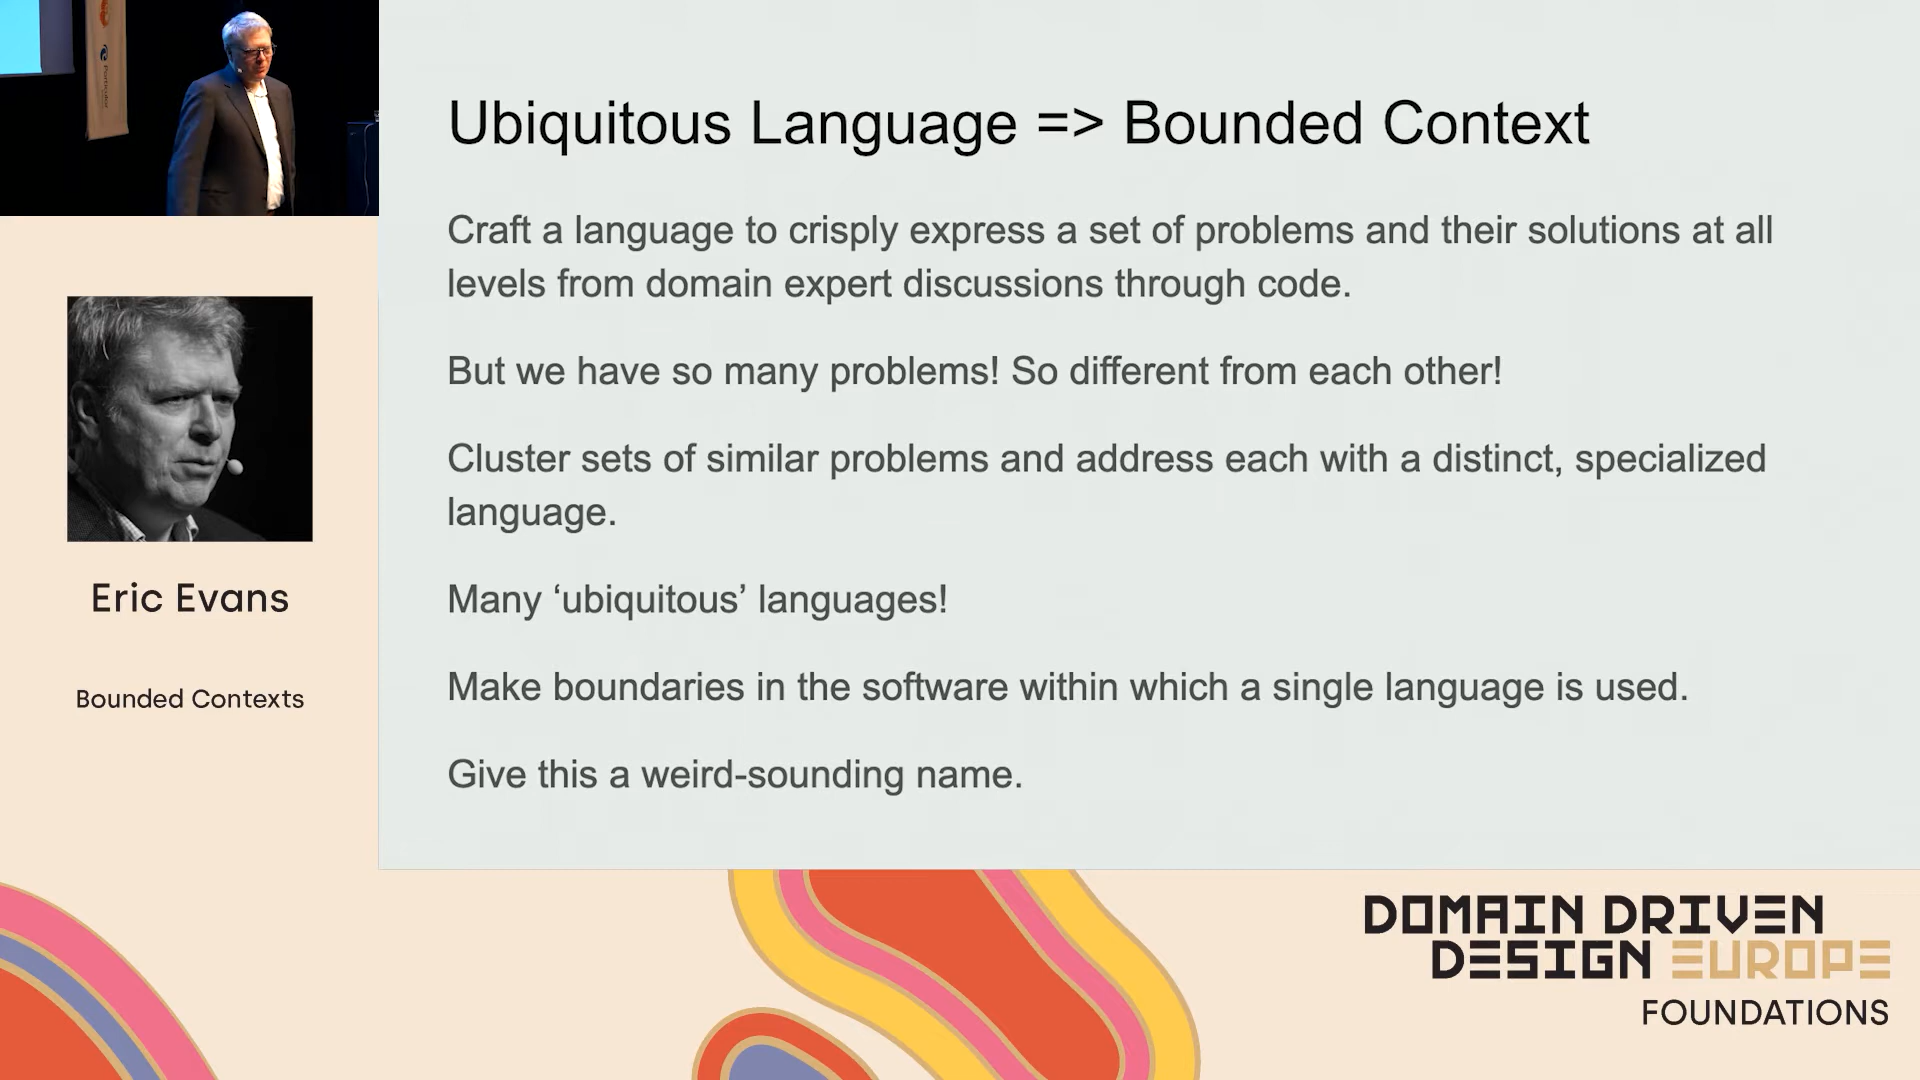 Ubiquitous Language => Bounded Context
Craft a language to crisply express a set of problems and their solutions at all
levels from domain expert discussions through code.
But we have so many problems! So different from each other!
Cluster sets of similar problems and address each with a distinct, specialized
language.
Many ‘ubiquitous’ languages!
Make boundaries in the software within which a single language is used.
Give this a weird-sounding name.
Eric Evans
Bounded Contexts
DOMAIN DRIVEN
DESIGN EUROPE
FOUNDATIONS